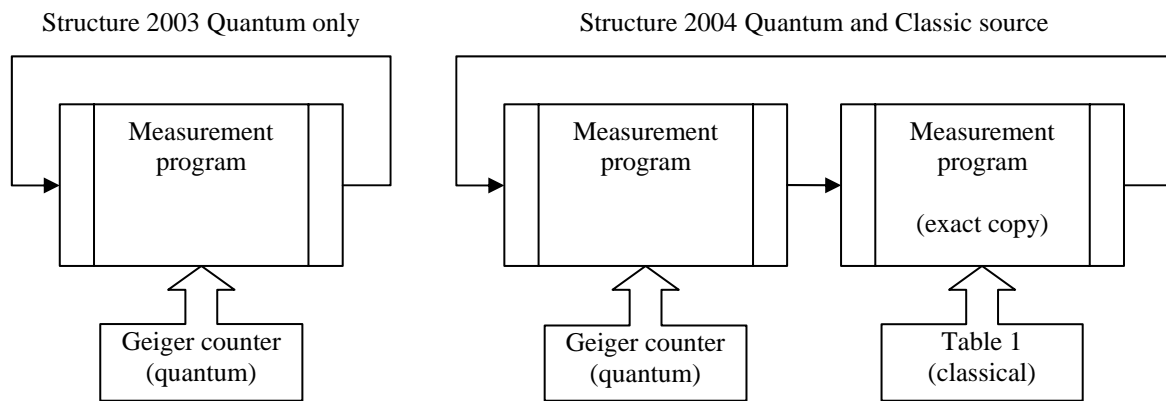 Structure 2003 Quantum only
Structure 2004 Quantum and Classic source
Measurement
program
Measurement
program
Measurement
program
(exact copy)
Geiger counter
(quantum)
Geiger counter
(quantum)
Table 1
(classical)